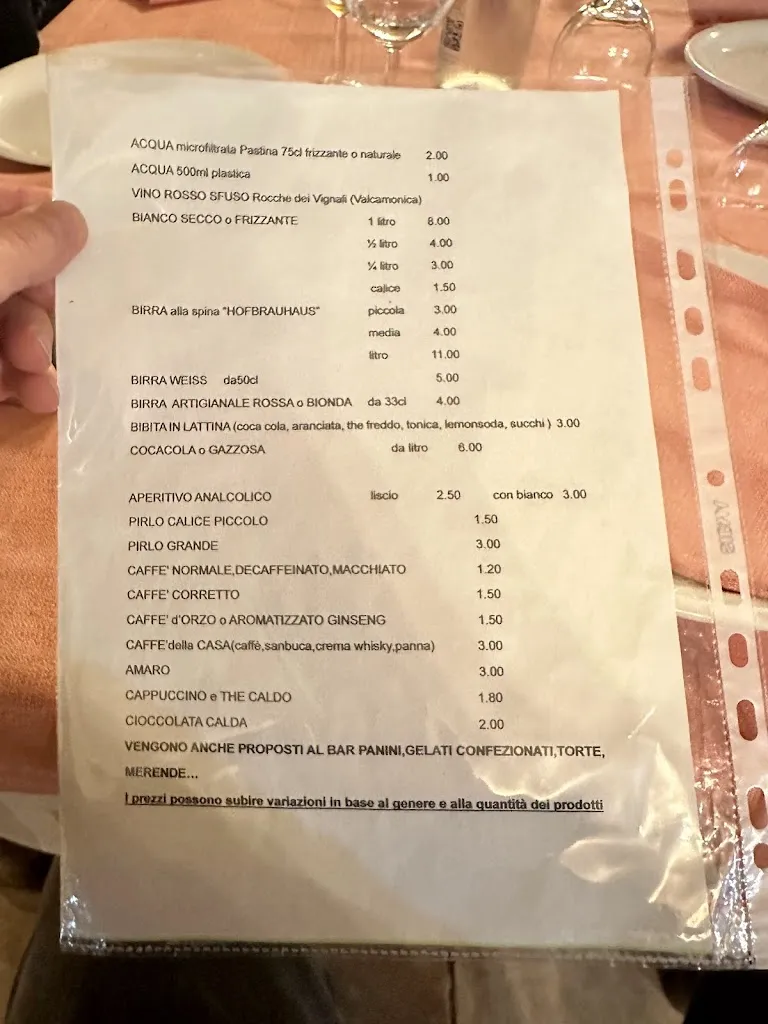 ACQUA microfiltrata Pastina 75cl frizzante o naturale 2.00
ACQUA 500ml plastica 1.00
VINO ROSSO SFUSO Rocche dei Vignali (Valcamonica)
BIANCO SECCO o FRIZZANTE 1 litro 8.00
½ litro 4.00
¼ litro 3.00
calice 1.50
BIRRA alla spina "HOFBRAUHAUS" piccola 3.00
media 4.00
litro 11.00
BIRRA WEISS da50cl 5.00
BIRRA ARTIGIANALE ROSSA o BIONDA da 33cl 4.00
BIBITA IN LATTINA (coca cola, aranciata, the freddo, tonica, lemonsoda, succhi ) 3.00
COCACOLA o GAZZOSA da litro 6.00
APERITIVO ANALCOLICO liscio 2.50 con bianco 3.00
PIRLO CALICE PICCOLO 1.50
PIRLO GRANDE 3.00
CAFFE' NORMALE,DECAFFEINATO,MACCHIATO 1.20
CAFFE' CORRETTO 1.50
CAFFE' d'ORZO o AROMATIZZATO GINSENG 1.50
CAFFE'della CASA(caffè,sanbuca,crema whisky,panna) 3.00
AMARO 3.00
CAPPUCCINO e THE CALDO 1.80
CIOCCOLATA CALDA 2.00
VENGONO ANCHE PROPOSTI AL BAR PANINI,GELATI CONFEZIONATI,TORTE,
MERENDE...
I prezzi possono subire variazioni in base al genere e alla quantità dei prodotti